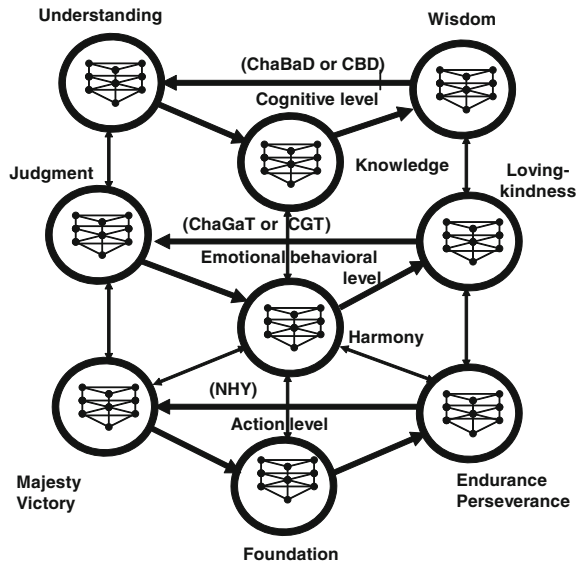 Understanding
Wisdom
(ChaBaD or CBD)
Cognitive level
Knowledge
Judgment
Loving-
kindness
(ChaGaT or CGT)
Emotional behavioral
level
Harmony
(NHY)
Action level
Majesty
Victory
Endurance
Perseverance
Foundation